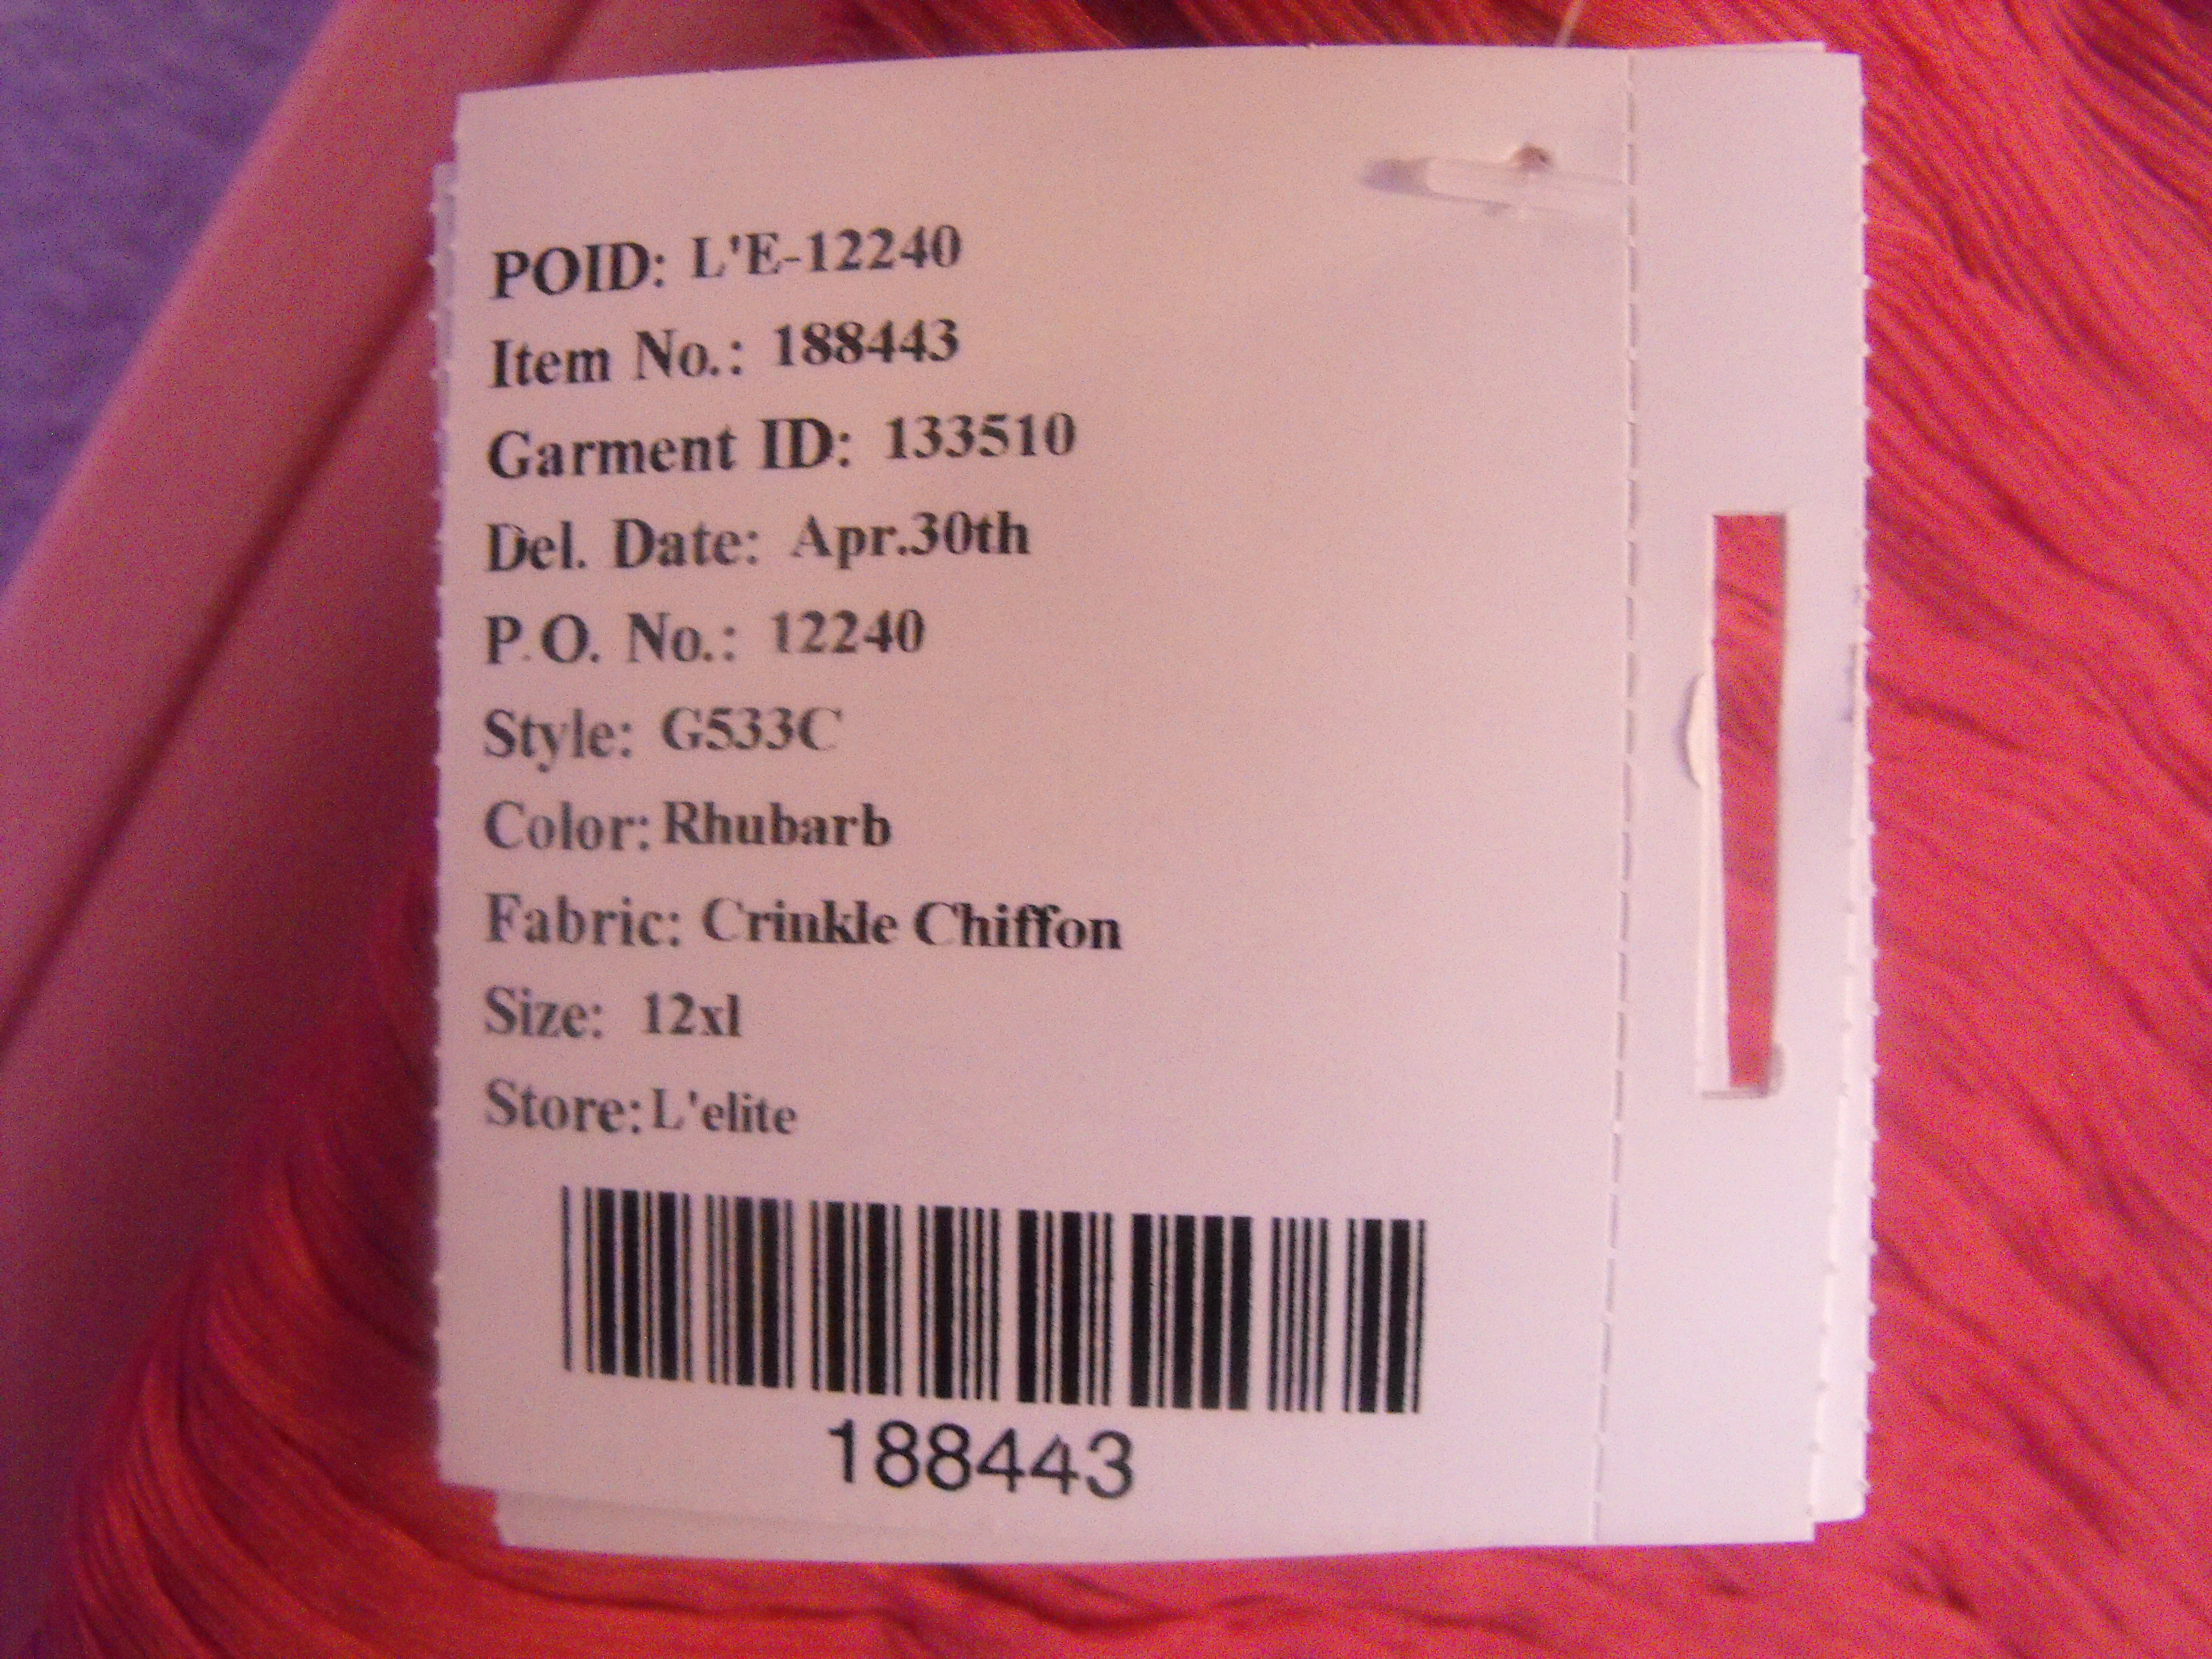 POID: L'E-12240
Item No.: 188443
Garment ID: 133510
Del. Date: Apr.30th
P.O. No.: 12240
Style: G533C
Color: Rhubarb
Fabric: Crinkle Chiffon
Size: 12xl
Store: L'elite
188443